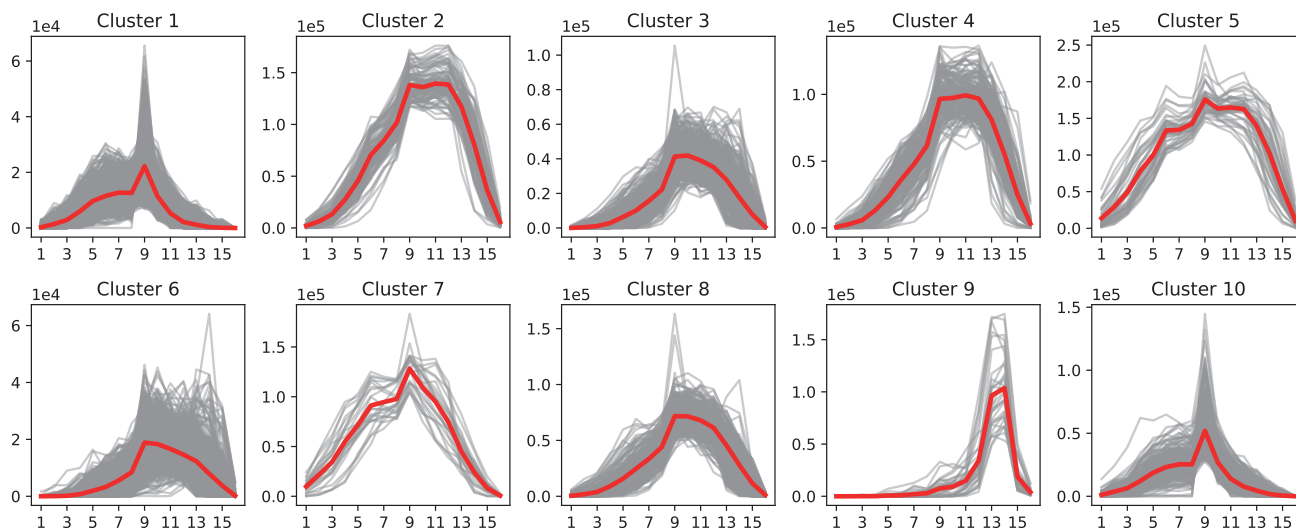 Cluster 1 Cluster 2 Cluster 3 Cluster 4 Cluster 5
1e4 1e5 1e5 1e5 1e5
6 1.5 1.0 1.0 2.5
4 1.0 0.8 0.5 2.0
2 0.5 0.6 0 1.5
0 0 0.4 1.0
0.2 0.5
0.0 0
1 3 5 7 9 11 13 15 1 3 5 7 9 11 13 15 1 3 5 7 9 11 13 15 1 3 5 7 9 11 13 15 1 3 5 7 9 11 13 15
Cluster 6 Cluster 7 Cluster 8 Cluster 9 Cluster 10
1e4 1e5 1e5 1e5 1e5
6 1.5 1.5 1.5 1.5
4 1.0 1.0 1.0 1.0
2 0.5 0.5 0.5 0.5
0 0 0 0.0 0
1 3 5 7 9 11 13 15 1 3 5 7 9 11 13 15 1 3 5 7 9 11 13 15 1 3 5 7 9 11 13 15 1 3 5 7 9 11 13 15